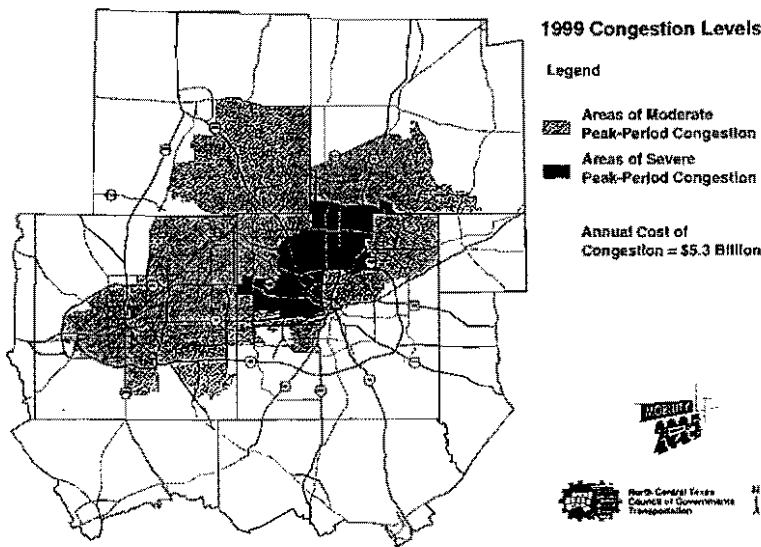 1999 Congestion Levels
Legend
Areas of Moderate
Peak-Period Congestion
Areas of Severe
Peak-Period Congestion
Annual Cost of
Congestion = $5.3 Billion
MOBILITY
North Central Texas
Council of Governments
Transportation